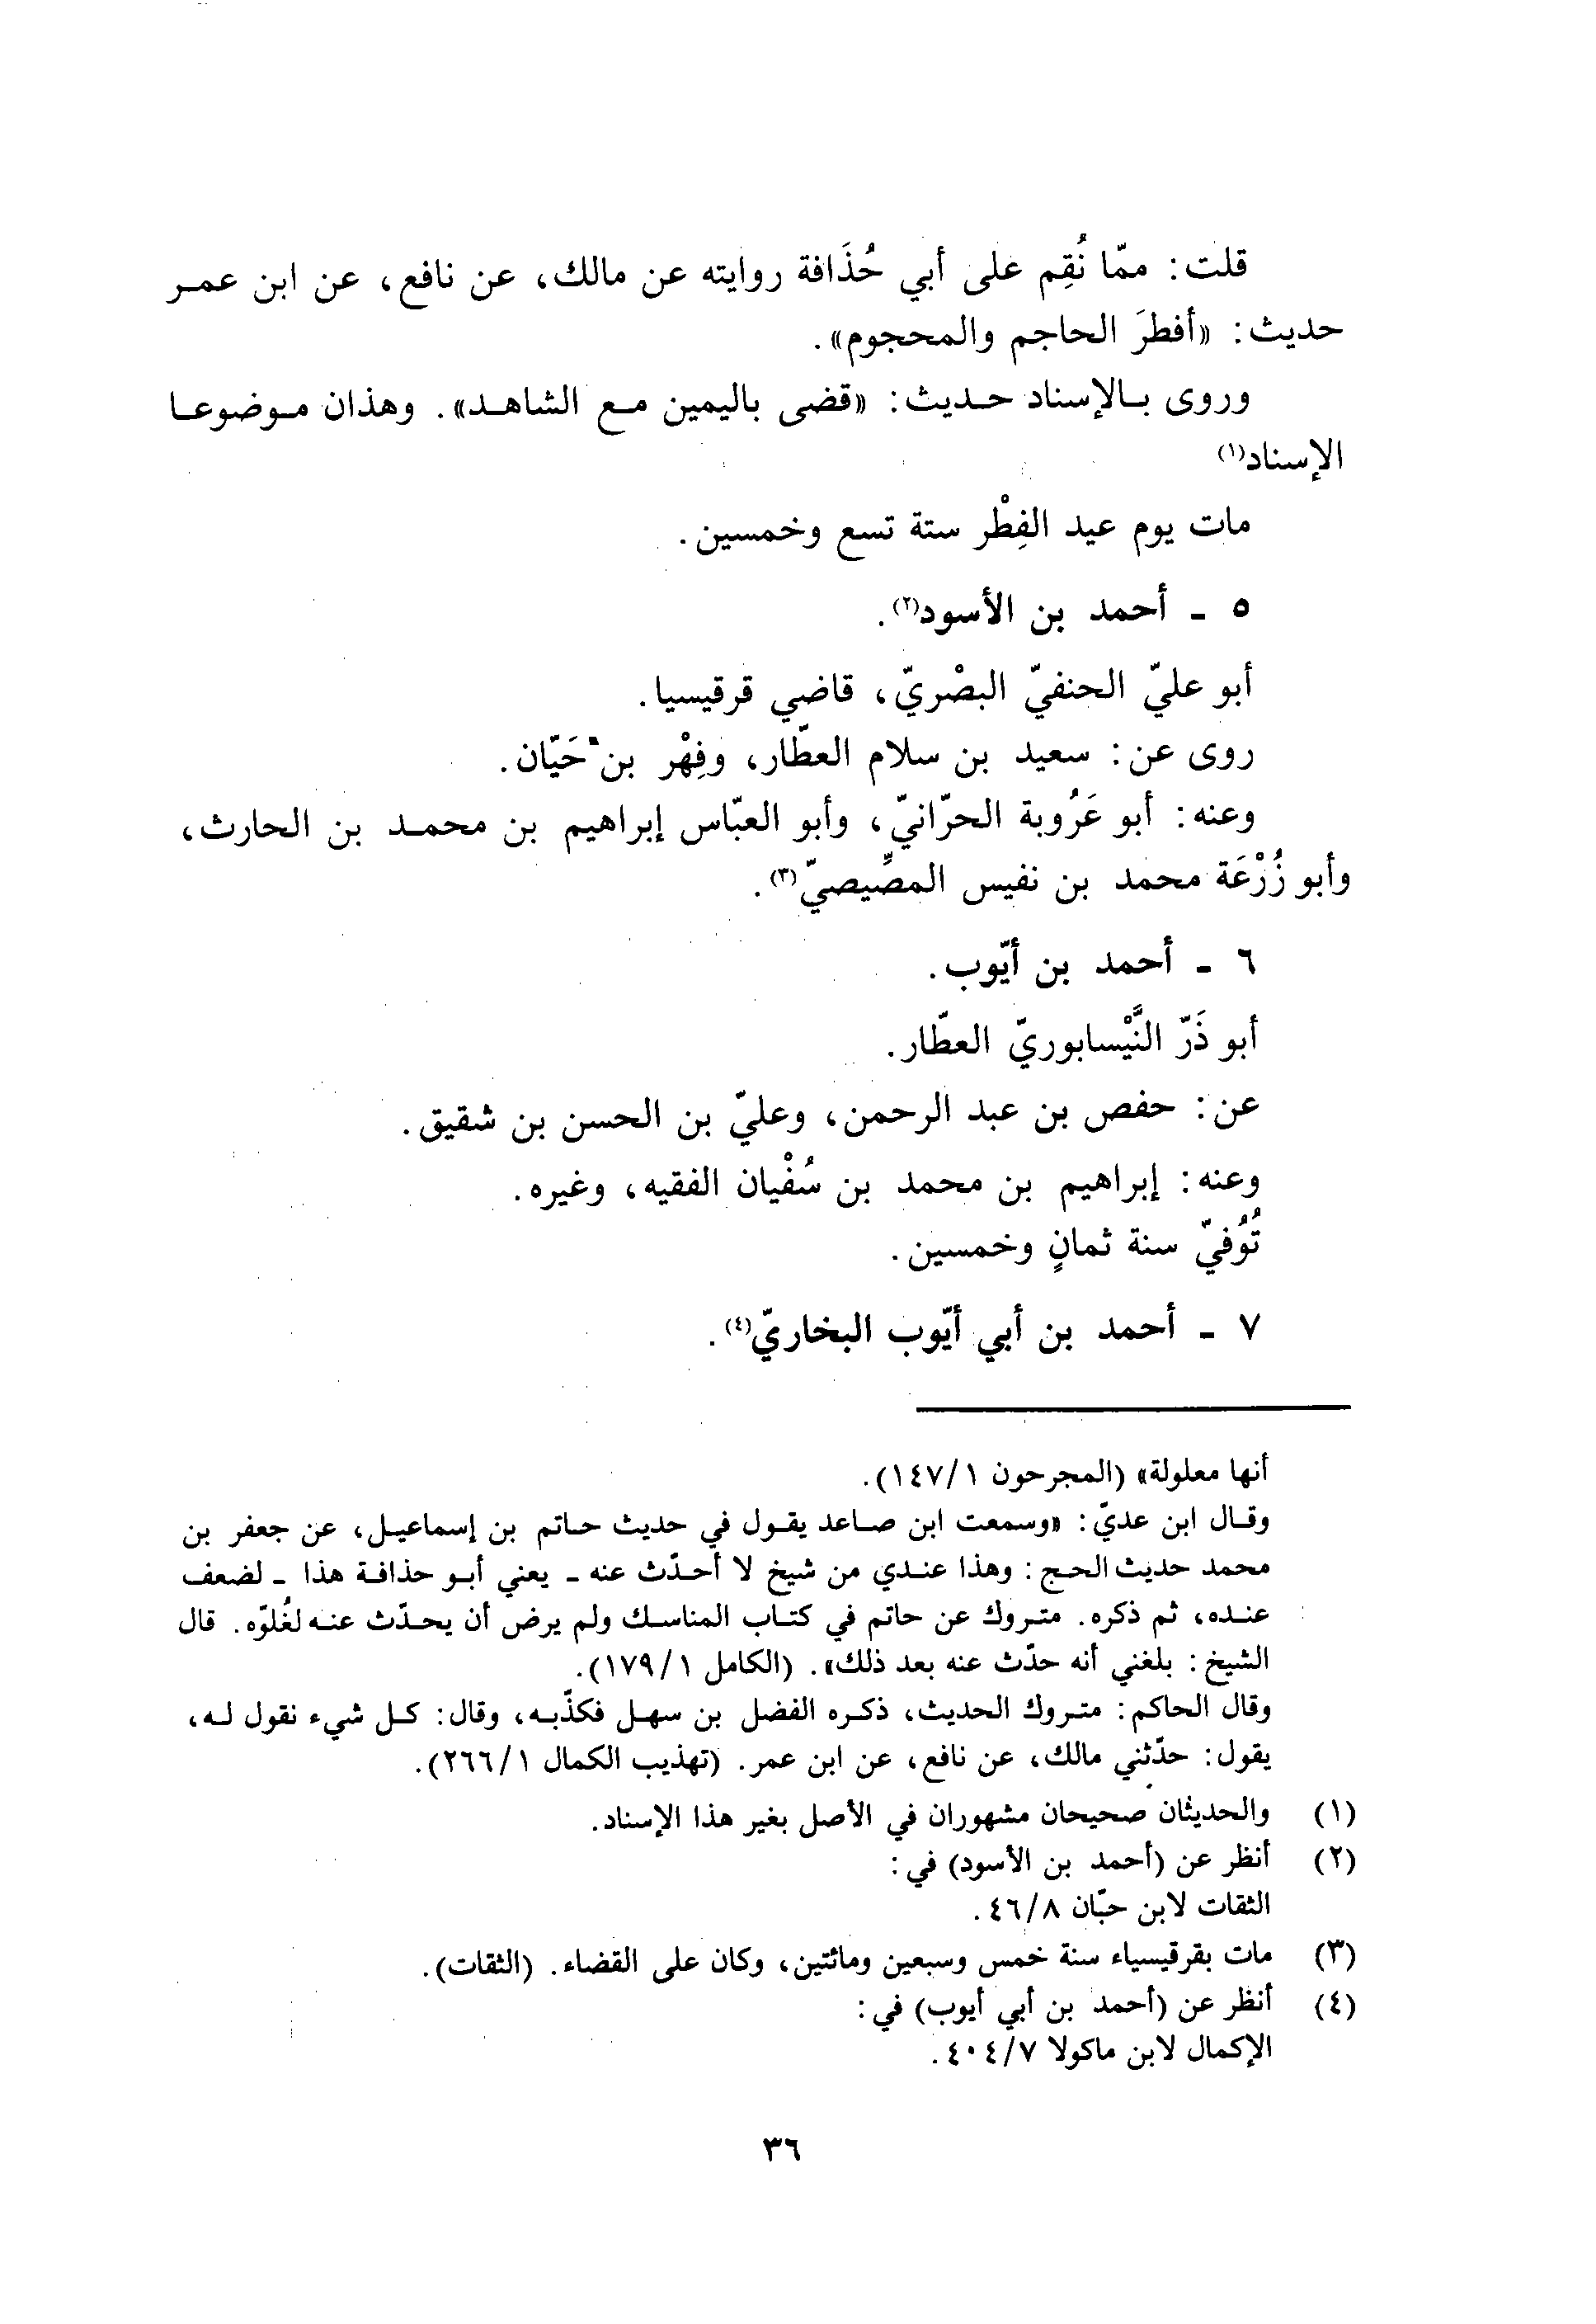 قلت: ممّا نُقِم على أبي حُذَافة روايته عن مالك، عن نافع، عن ابن عمر
حديث: «أفطرَ الحاجم والمحجوم».
وروى بالإسناد حديث: «قضى باليمين مع الشاهد». وهذان موضوعا
الإسناد(١)
مات يوم عيد الفِطْر ستة تسع وخمسين.
٥ - أحمد بن الأسود(٢).
أبو عليّ الحنفيّ البصْريّ، قاضي قرقيسيا.
روى عن: سعيد بن سلام العطّار، وفِهْر بن حَيّان.
وعنه: أبو عَرُوبة الحرّانيّ، وأبو العبّاس إبراهيم بن محمد بن الحارث،
وأبو زُرْعَة محمد بن نفيس المصّيصيّ(٣).
٦ - أحمد بن أيّوب.
أبو ذَرّ النَّيْسابوريّ العطّار.
عن: حفص بن عبد الرحمن، وعليّ بن الحسن بن شقيق.
وعنه: إبراهيم بن محمد بن سُفْيان الفقيه، وغيره.
تُوُفيّ سنة ثمانٍ وخمسين.
٧ - أحمد بن أبي أيّوب البخاريّ(٤).
أنها معلولة» (المجرحون ١/١٤٧).
وقال ابن عديّ: «وسمعت ابن صاعد يقول في حديث حاتم بن إسماعيل، عن جعفر بن
محمد حديث الحج: وهذا عندي من شيخ لا أحدّث عنه - يعني أبو حذافة هذا - لضعف
عنده، ثم ذكره. متروك عن حاتم في كتاب المناسك ولم يرض أن يحدّث عنه لغُلوّه. قال
الشيخ: بلغني أنه حدّث عنه بعد ذلك». (الكامل ١/١٧٩).
وقال الحاكم: متروك الحديث، ذكره الفضل بن سهل فكذّبه، وقال: كل شيء نقول له،
يقول: حدّثني مالك، عن نافع، عن ابن عمر. (تهذيب الكمال ١/٢٦٦).
(١) والحديثان صحيحان مشهوران في الأصل بغير هذا الإسناد.
(٢) أنظر عن (أحمد بن الأسود) في:
الثقات لابن حبّان ٨/٤٦.
(٣) مات بقرقيسياء سنة خمس وسبعين ومائتين، وكان على القضاء. (الثقات).
(٤) أنظر عن (أحمد بن أبي أيوب) في:
الإكمال لابن ماكولا ٧/٤٠٤.
٣٦